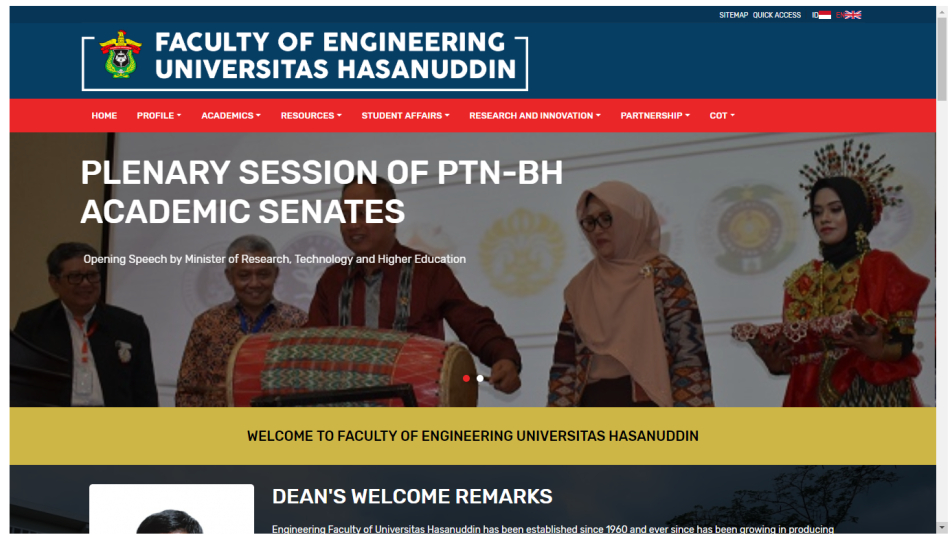 SITEMAP QUICK ACCESS ID EN
FACULTY OF ENGINEERING
UNIVERSITAS HASANUDDIN
HOME PROFILE ACADEMICS RESOURCES STUDENT AFFAIRS RESEARCH AND INNOVATION PARTNERSHIP COT
PLENARY SESSION OF PTN-BH
ACADEMIC SENATES
Opening Speech by Minister of Research, Technology and Higher Education
WELCOME TO FACULTY OF ENGINEERING UNIVERSITAS HASANUDDIN
DEAN'S WELCOME REMARKS
Engineering Faculty of Universitas Hasanuddin has been established since 1960 and ever since has been growing in producing